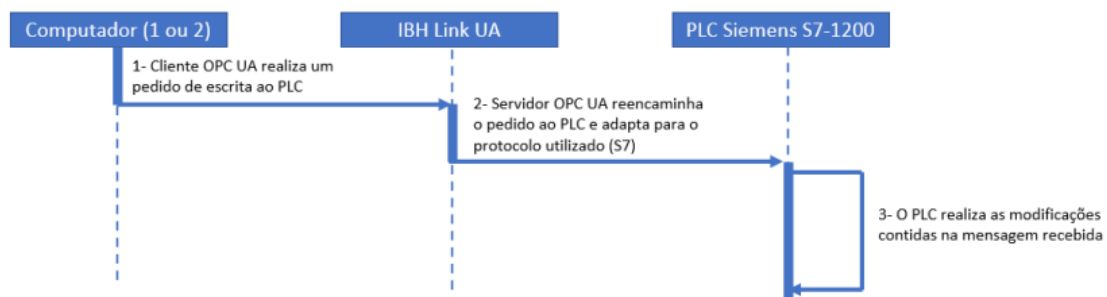 Computador (1 ou 2)
IBH Link UA
PLC Siemens S7-1200
1- Cliente OPC UA realiza um
pedido de escrita ao PLC
2- Servidor OPC UA reencaminha
o pedido ao PLC e adapta para o
protocolo utilizado (S7)
3- O PLC realiza as modificações
contidas na mensagem recebida